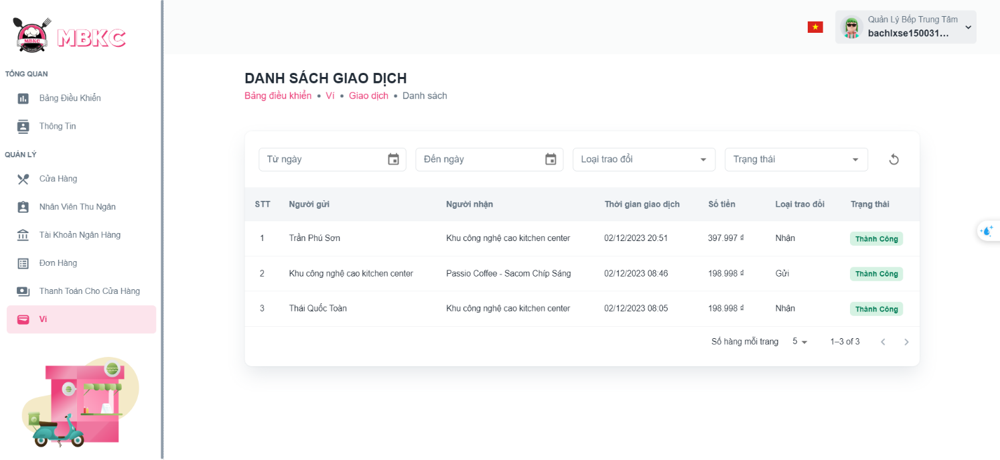 MBKC
MBKC
TỔNG QUAN
Bảng Điều Khiển
Thông Tin
QUẢN LÝ
Cửa Hàng
Nhân Viên Thu Ngân
Tài Khoản Ngân Hàng
Đơn Hàng
Thanh Toán Cho Cửa Hàng
Ví
Quản Lý Bếp Trung Tâm
bachlxse150031...
DANH SÁCH GIAO DỊCH
Bảng điều khiển • Ví • Giao dịch • Danh sách
Từ ngày Đến ngày Loại trao đổi Trạng thái
STT Người gửi Người nhận Thời gian giao dịch Số tiền Loại trao đổi Trạng thái
1 Trần Phú Sơn Khu công nghệ cao kitchen center 02/12/2023 20:51 397.997 ₫ Nhận Thành Công
2 Khu công nghệ cao kitchen center Passio Coffee - Sacom Chíp Sáng 02/12/2023 08:46 198.998 ₫ Gửi Thành Công
3 Thái Quốc Toàn Khu công nghệ cao kitchen center 02/12/2023 08:05 198.998 ₫ Nhận Thành Công
Số hàng mỗi trang 5 1–3 of 3